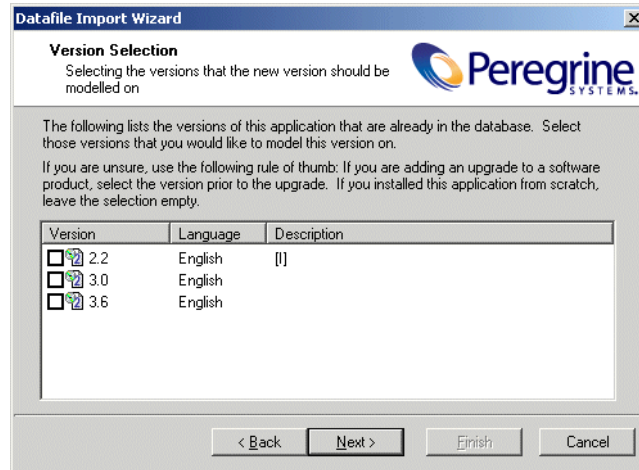 Datafile Import Wizard
Version Selection
Selecting the versions that the new version should be
modelled on
Peregrine
SYSTEMS
The following lists the versions of this application that are already in the database. Select
those versions that you would like to model this version on.
If you are unsure, use the following rule of thumb: If you are adding an upgrade to a software
product, select the version prior to the upgrade. If you installed this application from scratch,
leave the selection empty.
Version Language Description
2.2 English [I]
3.0 English
3.6 English
< Back Next > Finish Cancel